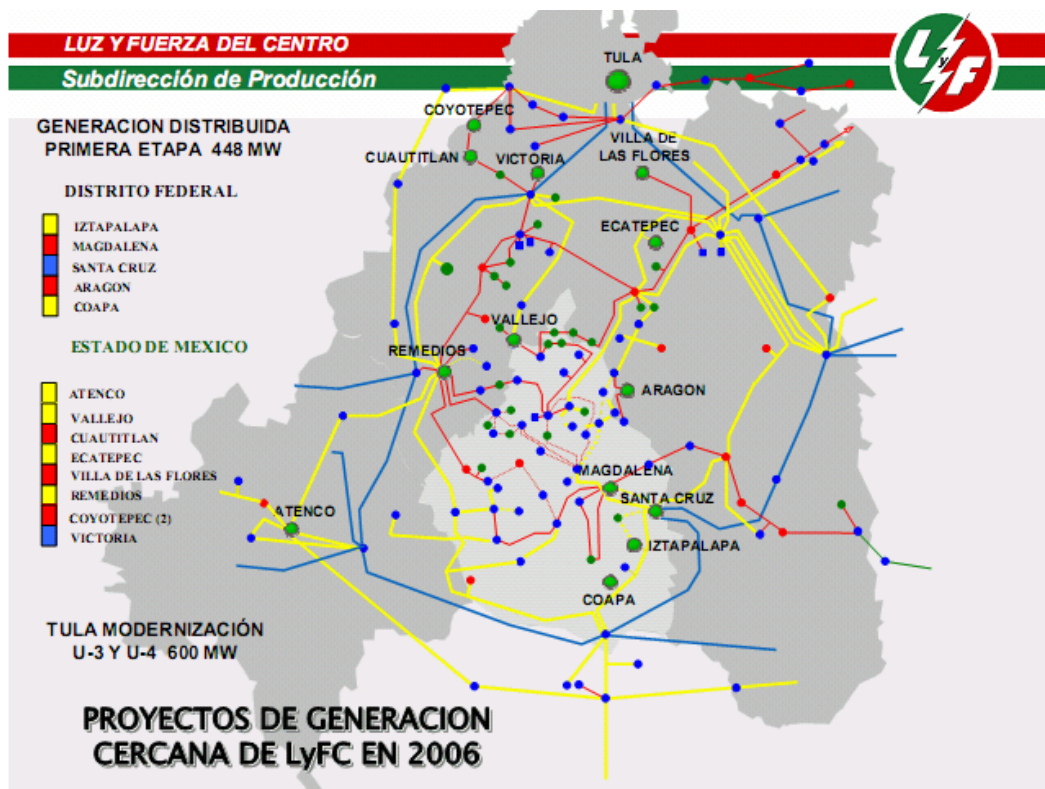 LUZ Y FUERZA DEL CENTRO
Subdirección de Producción
LyF
GENERACION DISTRIBUIDA
PRIMERA ETAPA 448 MW
DISTRITO FEDERAL
IZTAPALAPA
MAGDALENA
SANTA CRUZ
ARAGON
COAPA
ESTADO DE MEXICO
ATENCO
VALLEJO
CUAUTITLAN
ECATEPEC
VILLA DE LAS FLORES
REMEDIOS
COYOTEPEC (2)
VICTORIA
TULA
COYOTEPEC
CUAUTITLAN
VICTORIA
VILLA DE
LAS FLORES
ECATEPEC
VALLEJO
REMEDIOS
ARAGON
MAGDALENA
SANTA CRUZ
ATENCO
IZTAPALAPA
COAPA
TULA MODERNIZACIÓN
U-3 Y U-4 600 MW
PROYECTOS DE GENERACION
CERCANA DE LyFC EN 2006